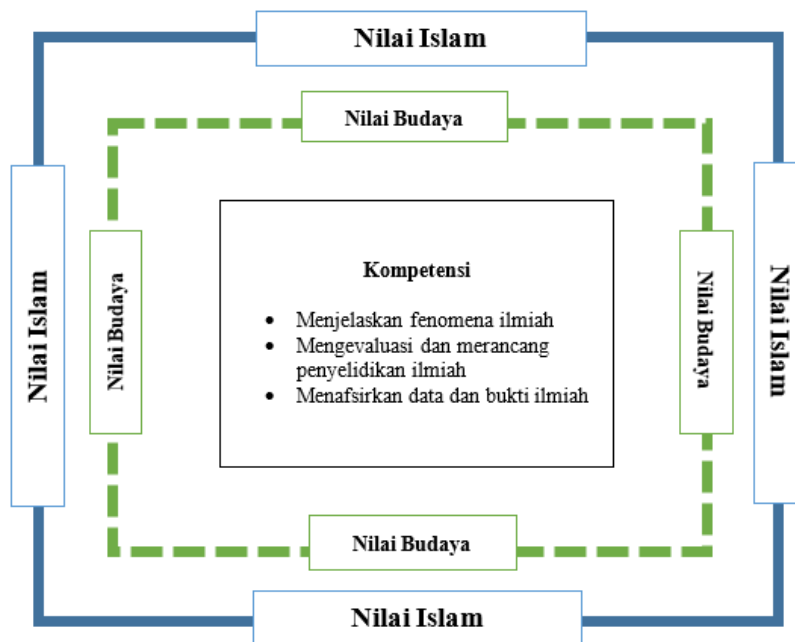 Nilai Islam
Nilai Budaya
Nilai Islam
Nilai Budaya
Kompetensi
• Menjelaskan fenomena ilmiah
• Mengevaluasi dan merancang
penyelidikan ilmiah
• Menafsirkan data dan bukti ilmiah
Nilai Budaya
Nilai Islam
Nilai Budaya
Nilai Islam